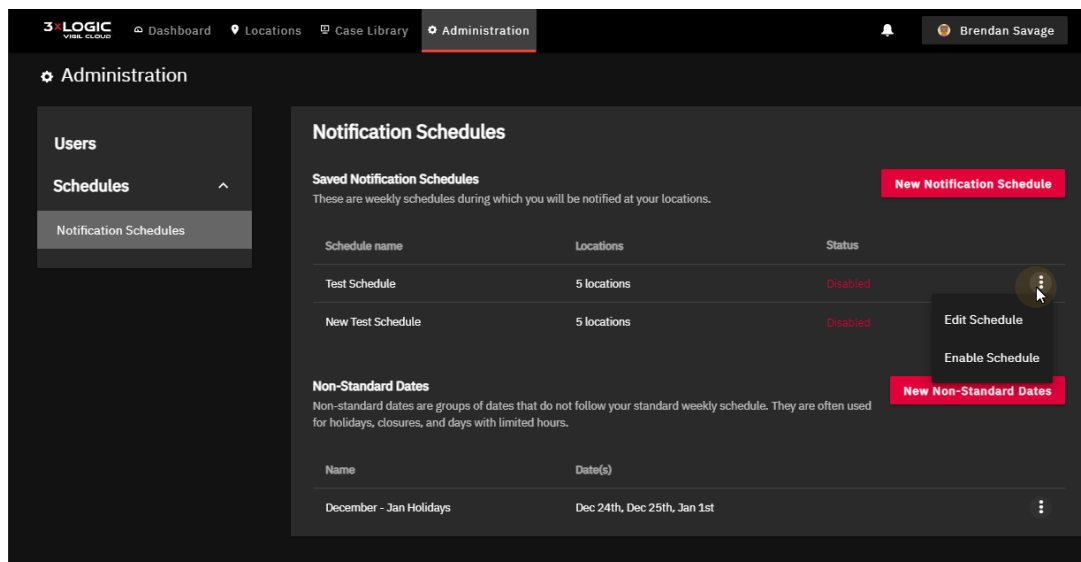 3×LOGIC
VISIL CLOUD
Dashboard
Locations
Case Library
Administration
Brendan Savage
Administration
Users
Schedules
Notification Schedules
Notification Schedules
Saved Notification Schedules
These are weekly schedules during which you will be notified at your locations.
New Notification Schedule
Schedule name Locations Status
Test Schedule 5 locations Disabled
New Test Schedule 5 locations Disabled
Edit Schedule
Enable Schedule
Non-Standard Dates
Non-standard dates are groups of dates that do not follow your standard weekly schedule. They are often used
for holidays, closures, and days with limited hours.
New Non-Standard Dates
Name Date(s)
December - Jan Holidays Dec 24th, Dec 25th, Jan 1st